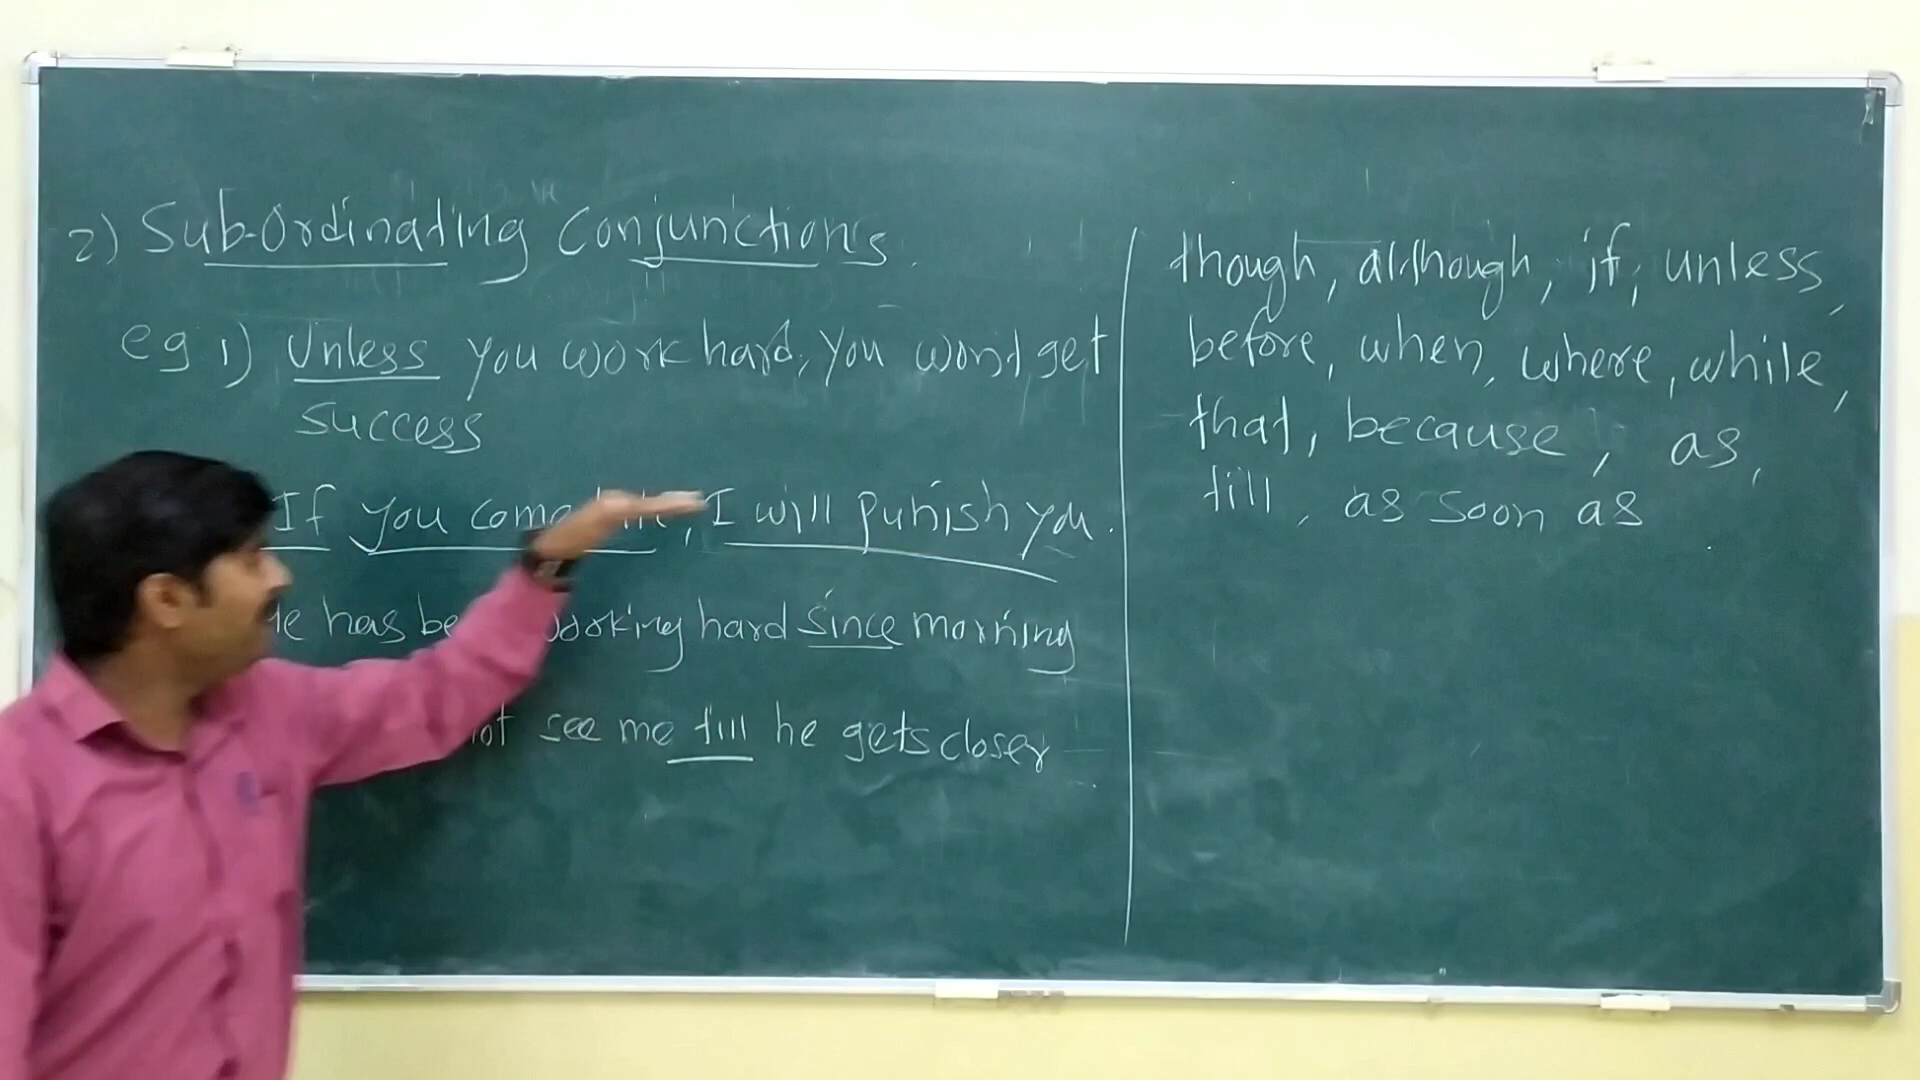 2) Sub-Ordinating Conjunctions.
eg 1) Unless you work hard, you won't get
success
If you come, I will punish you.
has working hard since morning
not see me till he gets closer
though, although, if, unless,
before, when, where, while,
that, because, as,
till, as soon as